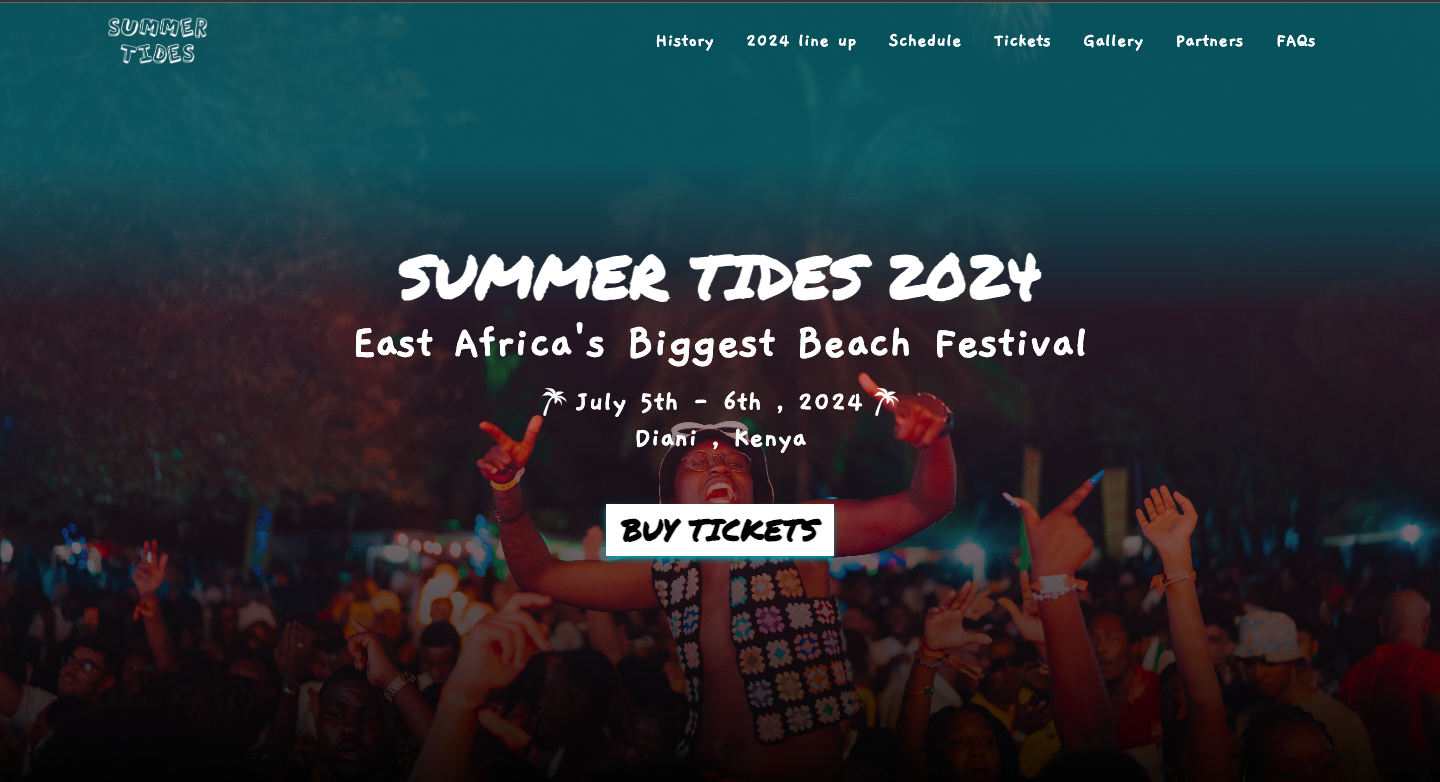 SUMMER
TIDES
History 2024 line up Schedule Tickets Gallery Partners FAQs
SUMMER TIDES 2024
East Africa's Biggest Beach Festival
July 5th - 6th , 2024
Diani , Kenya
BUY TICKETS